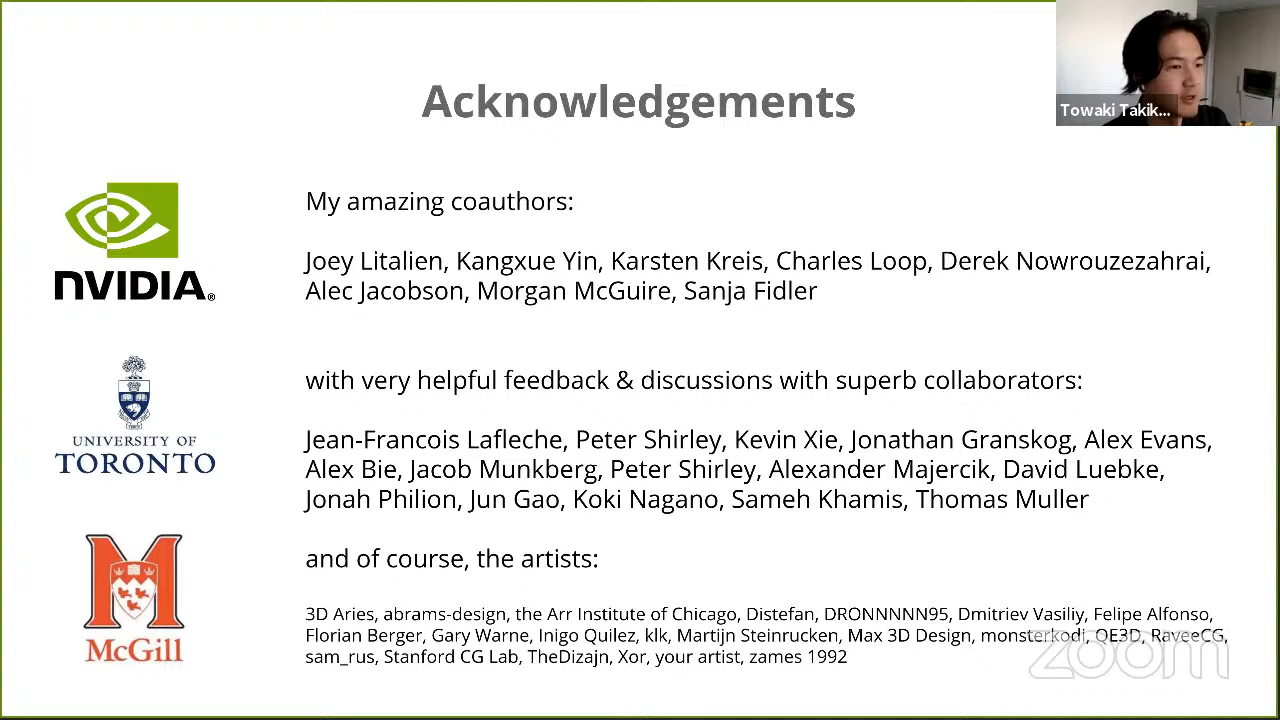 Acknowledgements
Towaki Takik...
NVIDIA®
My amazing coauthors:
Joey Litalien, Kangxue Yin, Karsten Kreis, Charles Loop, Derek Nowrouzezahrai,
Alec Jacobson, Morgan McGuire, Sanja Fidler
with very helpful feedback & discussions with superb collaborators:
UNIVERSITY OF
TORONTO
Jean-Francois Lafleche, Peter Shirley, Kevin Xie, Jonathan Granskog, Alex Evans,
Alex Bie, Jacob Munkberg, Peter Shirley, Alexander Majercik, David Luebke,
Jonah Philion, Jun Gao, Koki Nagano, Sameh Khamis, Thomas Muller
and of course, the artists:
McGill
3D Aries, abrams-design, the Arr Institute of Chicago, Distefan, DRONNNNN95, Dmitriev Vasiliy, Felipe Alfonso,
Florian Berger, Gary Warne, Inigo Quilez, klk, Martijn Steinrucken, Max 3D Design, monsterkodi, QE3D, RaveeCG,
sam_rus, Stanford CG Lab, TheDizajn, Xor, your artist, zames 1992
zoom